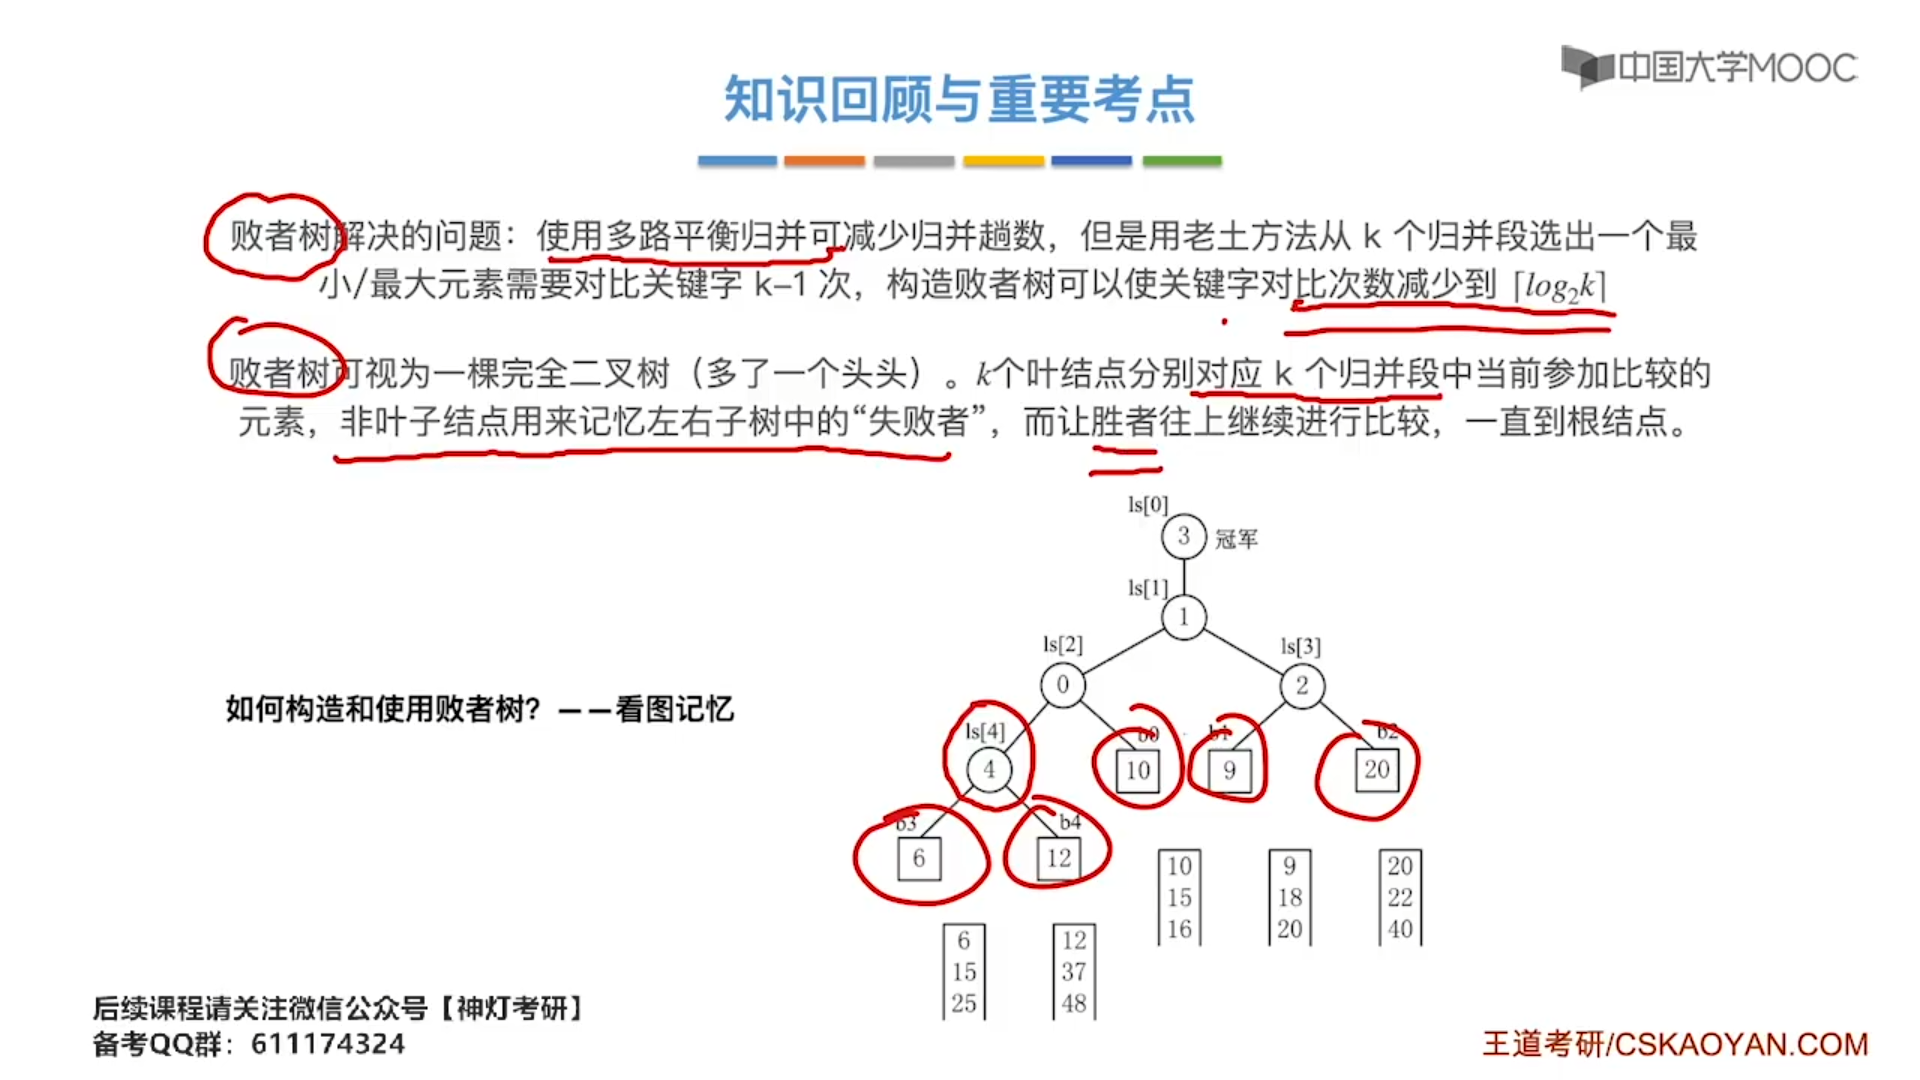 中国大学MOOC
知识回顾与重要考点
败者树解决的问题：使用多路平衡归并可减少归并趟数，但是用老土方法从 k 个归并段选出一个最
小/最大元素需要对比关键字 k–1 次，构造败者树可以使关键字对比次数减少到 ⌈log₂k⌉
败者树可视为一棵完全二叉树（多了一个头头）。k个叶结点分别对应 k 个归并段中当前参加比较的
元素，非叶子结点用来记忆左右子树中的“失败者”，而让胜者往上继续进行比较，一直到根结点。
ls[0]
3 冠军
ls[1]
1
ls[2] ls[3]
0 2
如何构造和使用败者树？——看图记忆
ls[4] b0 b1 b2
4 10 9 20
b3 b4
6 12
10 9 20
15 18 22
16 20 40
6 12
15 37
25 48
后续课程请关注微信公众号【神灯考研】
备考QQ群：611174324
王道考研/CSKAOYAN.COM